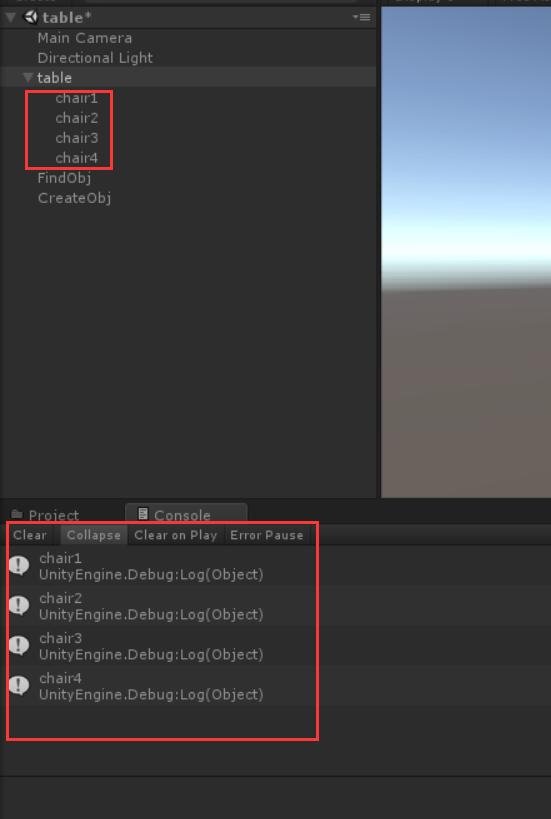 table*
Main Camera
Directional Light
table
chair1
chair2
chair3
chair4
FindObj
CreateObj
Project
Console
Clear
Collapse
Clear on Play
Error Pause
chair1
UnityEngine.Debug:Log(Object)
chair2
UnityEngine.Debug:Log(Object)
chair3
UnityEngine.Debug:Log(Object)
chair4
UnityEngine.Debug:Log(Object)